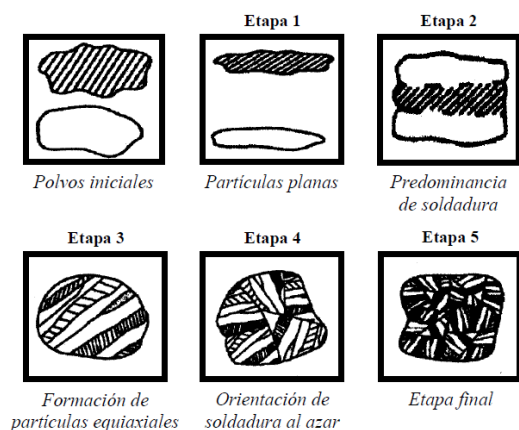 Etapa 1
Etapa 2
Polvos iniciales
Partículas planas
Predominancia
de soldadura
Etapa 3
Etapa 4
Etapa 5
Formación de
partículas equiaxiales
Orientación de
soldadura al azar
Etapa final